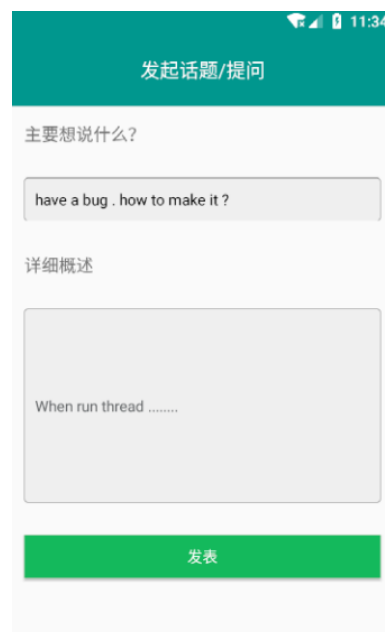 11:34
发起话题/提问
主要想说什么?
have a bug . how to make it ?
详细概述
When run thread ........
发表